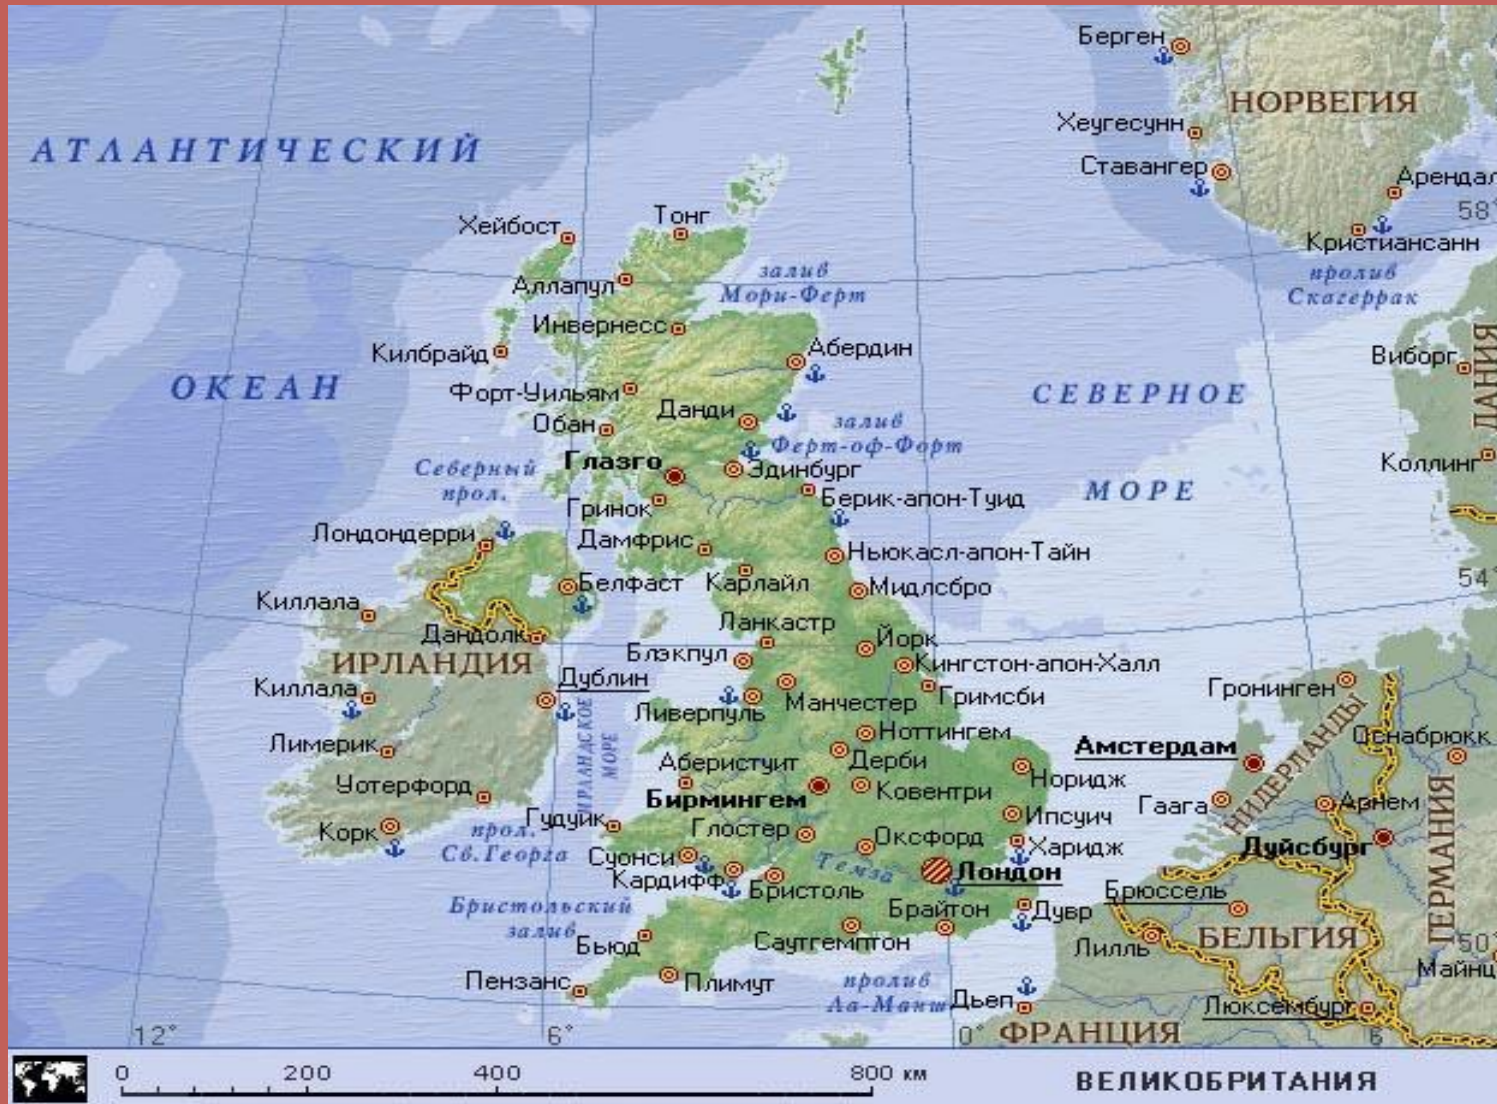 Берген
НОРВЕГИЯ
Хеугесунн
АТЛАНТИЧЕСКИЙ
Ставангер
Арендал
58°
Хейбост
Тонг
Кристиансанн
залив
Мори-Ферт
пролив
Скагеррак
Аллапул
Инвернесс
Абердин
Килбрайд
Виборг
ДАНИЯ
ОКЕАН
Форт-Уильям
СЕВЕРНОЕ
Данди
Обан
залив
Ферт-оф-Форт
Глазго
Эдинбург
Коллинг
Северный
прол.
МОРЕ
Гринок
Берик-апон-Туид
Лондондерри
Дамфрис
Ньюкасл-апон-Тайн
Белфаст
Карлайл
Мидлсбро
54°
Киллала
Ланкастр
Дандолк
Йорк
ИРЛАНДИЯ
Блэкпул
Кингстон-апон-Халл
Дублин
Киллала
Гронинген
Гримсби
Манчестер
Ливерпуль
ИРЛАНДСКОЕ
МОРЕ
Ноттингем
Лимерик
Амстердам
Оснабрюкк
НИДЕРЛАНДЫ
Аберистуит
Дерби
Норидж
Уотерфорд
Бирмингем
Ковентри
Гаага
Арнем
ГЕРМАНИЯ
Гудуйк
Ипсуич
Корк
прол.
Св.Георга
Глостер
Оксфорд
Харидж
Дуйсбург
Суонси
Темза
Лондон
Кардифф
Бристоль
Брюссель
Бристольский
залив
Брайтон
Дувр
Бьюд
Саутгемптон
Лилль
БЕЛЬГИЯ
50°
Майнц
Пензанс
Плимут
пролив
Ла-Манш
Дьеп
Люксембург
12°
6°
0°
ФРАНЦИЯ
6
0 200 400 800 км
ВЕЛИКОБРИТАНИЯ